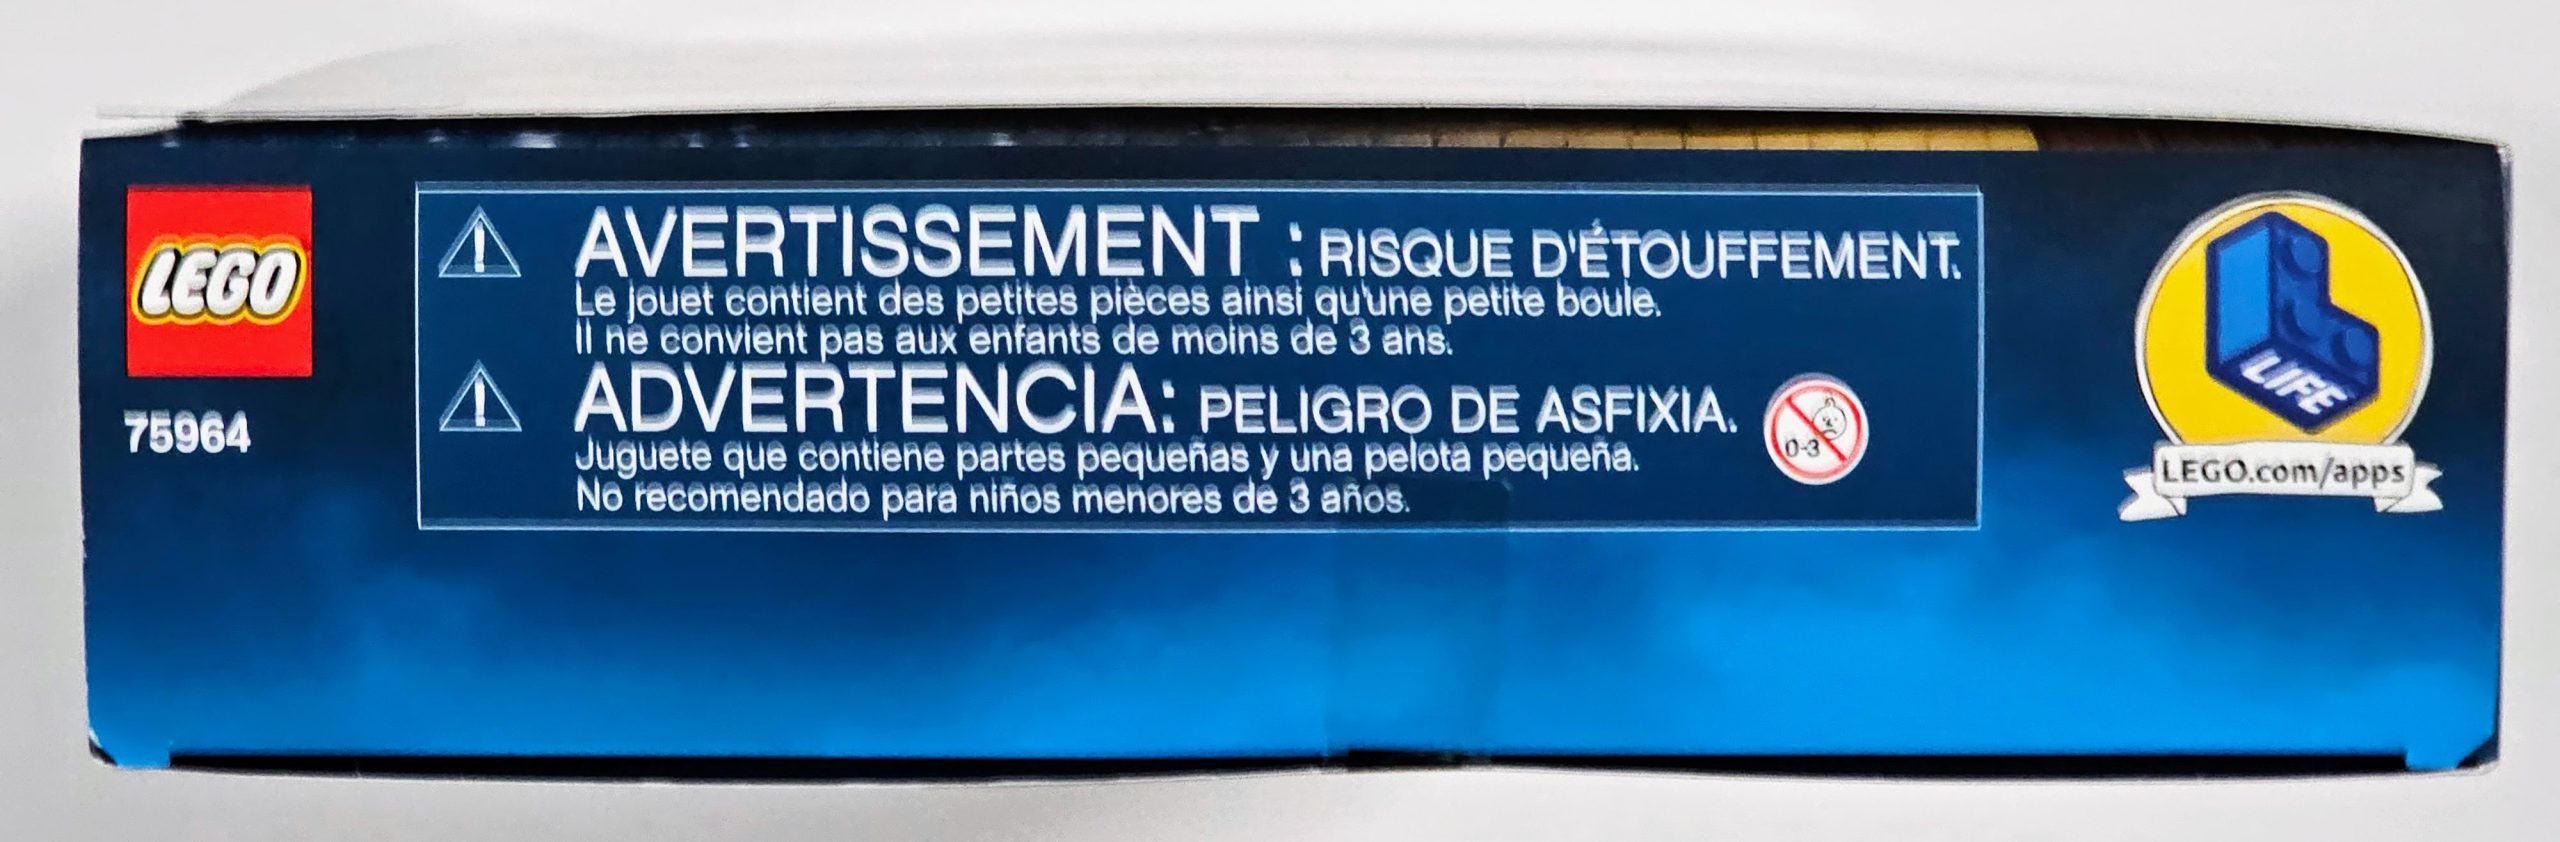 LEGO
75964
AVERTISSEMENT : RISQUE D'ÉTOUFFEMENT.
Le jouet contient des petites pièces ainsi qu'une petite boule.
Il ne convient pas aux enfants de moins de 3 ans.
ADVERTENCIA: PELIGRO DE ASFIXIA.
Juguete que contiene partes pequeñas y una pelota pequeña.
No recomendado para niños menores de 3 años.
0-3
LIFE
LEGO.com/apps